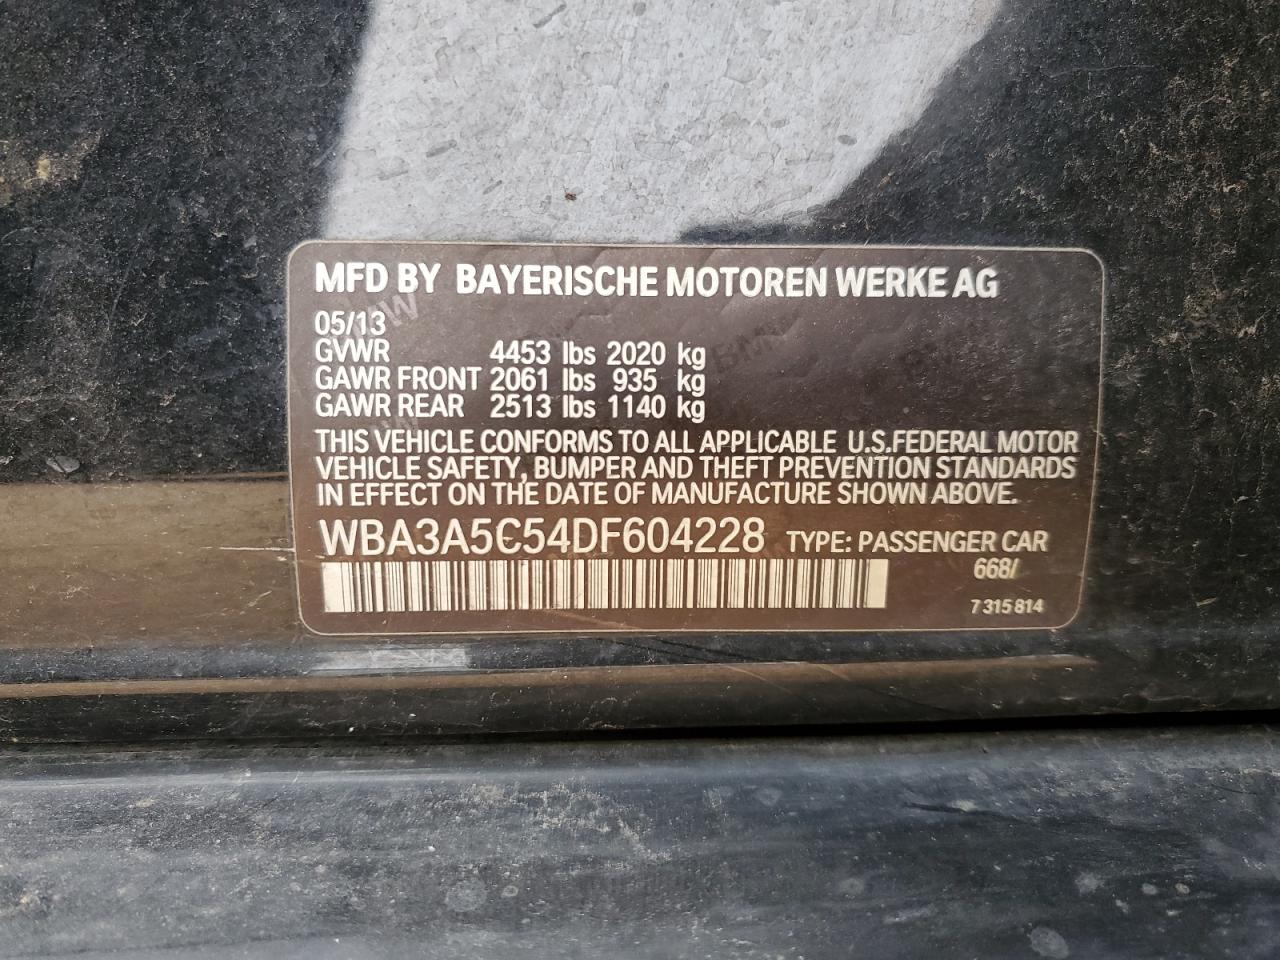 MFD BY BAYERISCHE MOTOREN WERKE AG
05/13
GVWR 4453 lbs 2020 kg
GAWR FRONT 2061 lbs 935 kg
GAWR REAR 2513 lbs 1140 kg
THIS VEHICLE CONFORMS TO ALL APPLICABLE U.S.FEDERAL MOTOR
VEHICLE SAFETY, BUMPER AND THEFT PREVENTION STANDARDS
IN EFFECT ON THE DATE OF MANUFACTURE SHOWN ABOVE.
WBA3A5C54DF604228 TYPE: PASSENGER CAR
668/
7 315 814